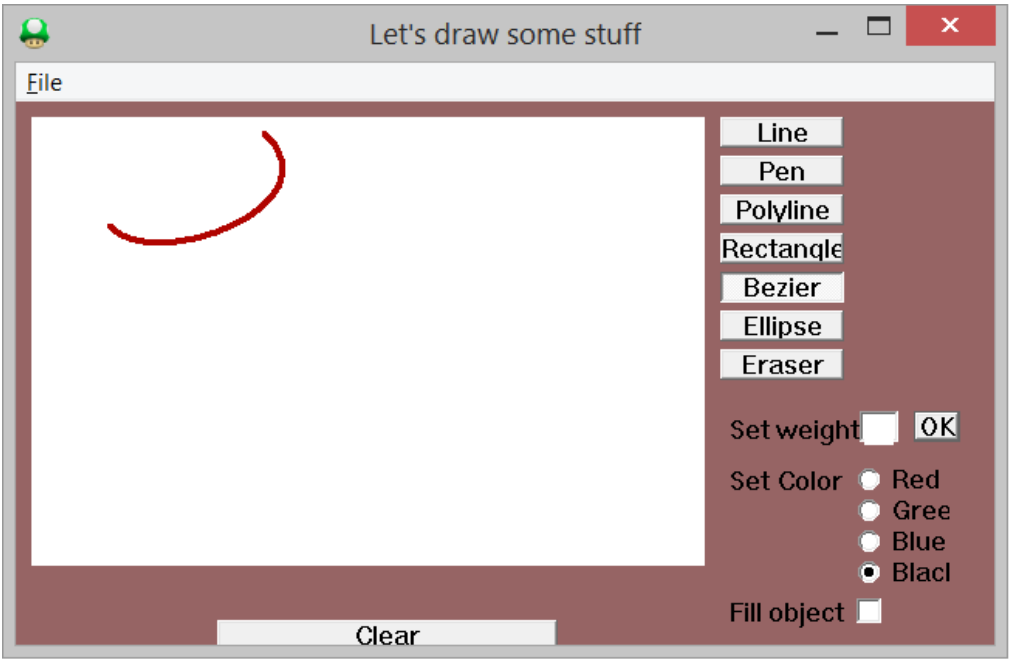 Let's draw some stuff
File
Line
Pen
Polyline
Rectangle
Bezier
Ellipse
Eraser
Set weight OK
Set Color Red
Gree
Blue
Blacl
Fill object
Clear